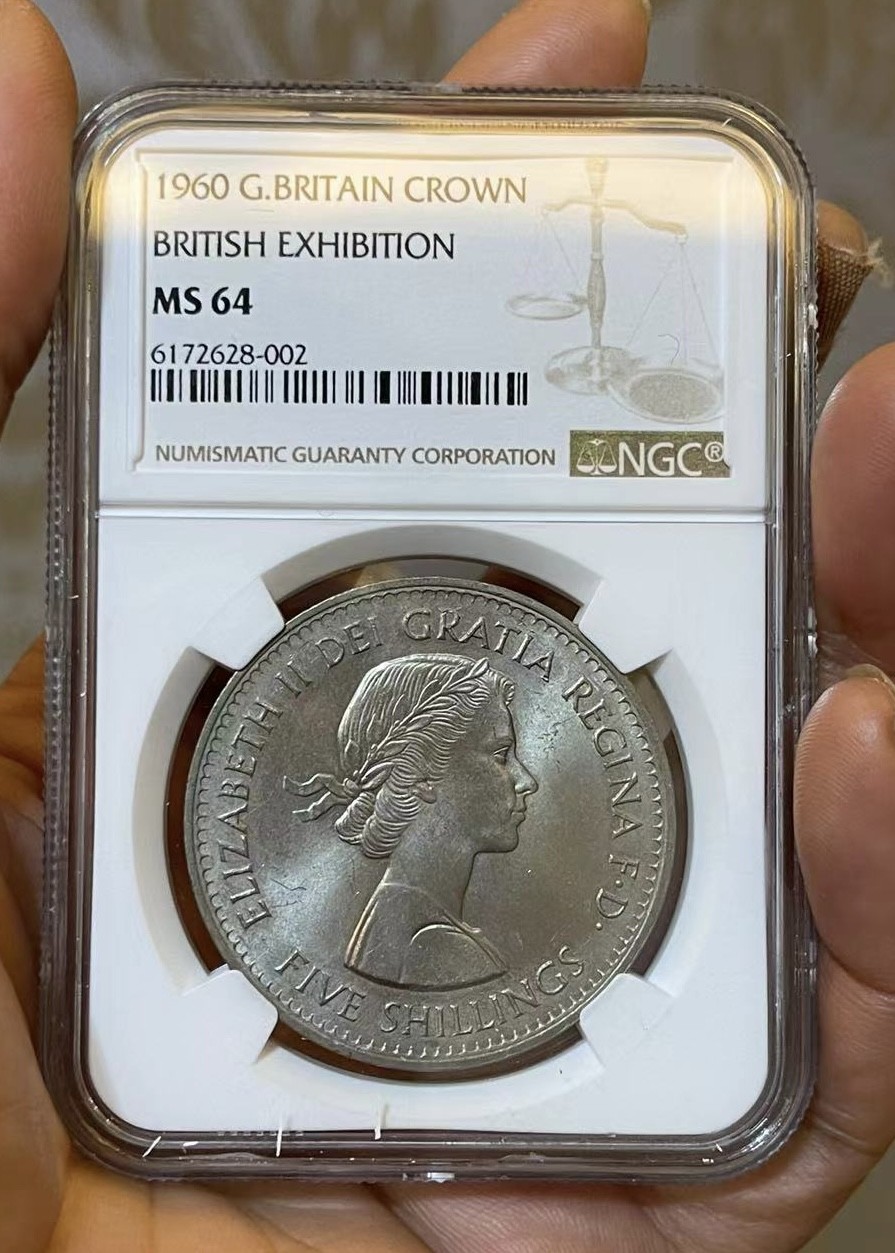 1960 G.BRITAIN CROWN
BRITISH EXHIBITION
MS 64
6172628-002
NUMISMATIC GUARANTY CORPORATION
NGC®
ELIZABETH II DEI GRATIA REGINA F·D·
FIVE SHILLINGS